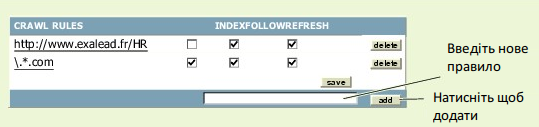 CRAWL RULES INDEXFOLLOWREFRESH
http://www.exalead.fr/HR delete
\.*.com delete
save
add
Введіть нове
правило
Натисніть щоб
додати